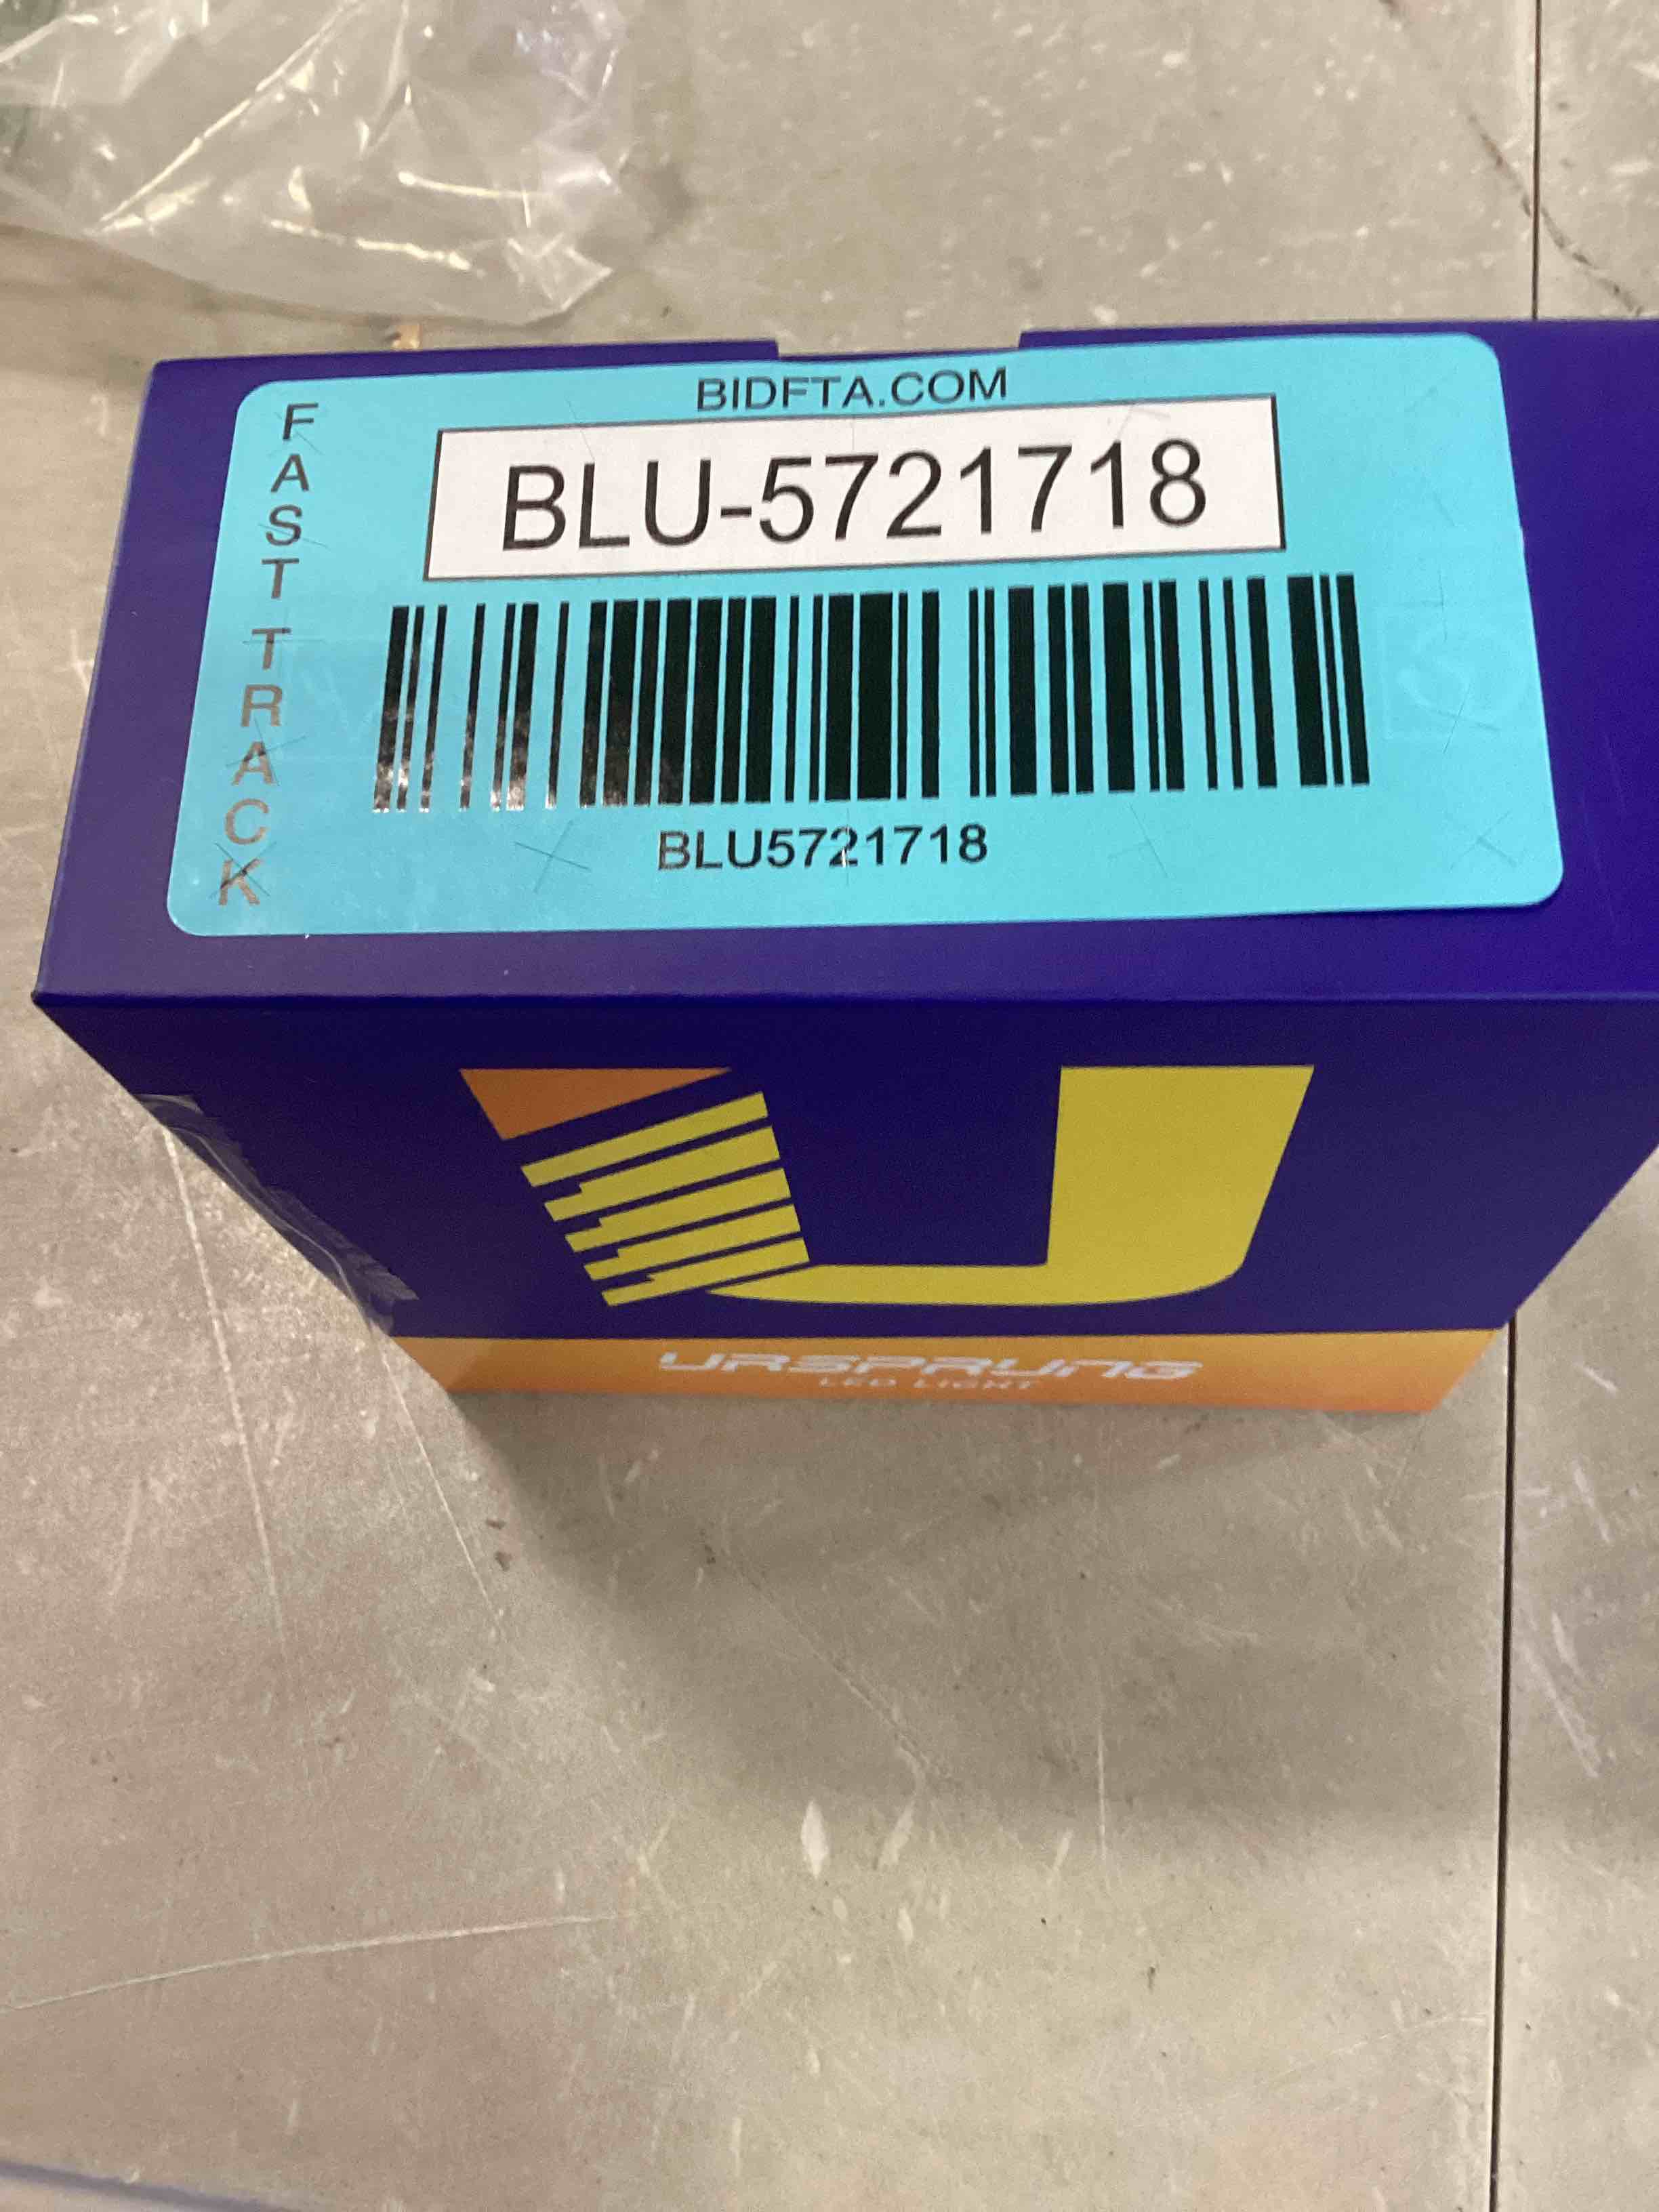 BIDFTA.COM
FAST TRACK
BLU-5721718
BLU5721718
URSPRUNG
LED LIGHT